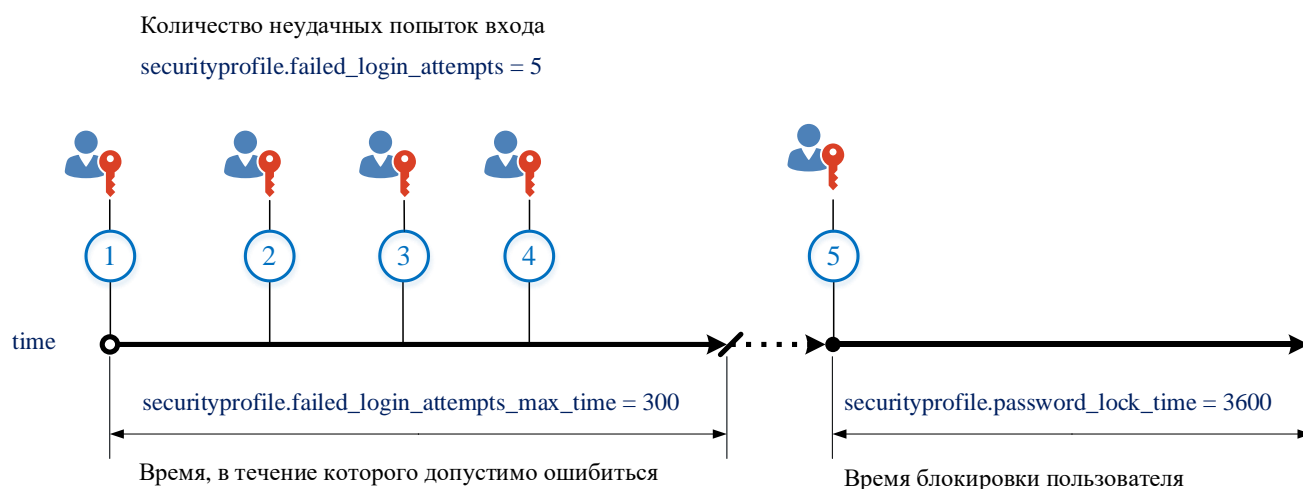 Количество неудачных попыток входа
securityprofile.failed_login_attempts = 5
1 2 3 4 5
time
securityprofile.failed_login_attempts_max_time = 300 securityprofile.password_lock_time = 3600
Время, в течение которого допустимо ошибиться Время блокировки пользователя